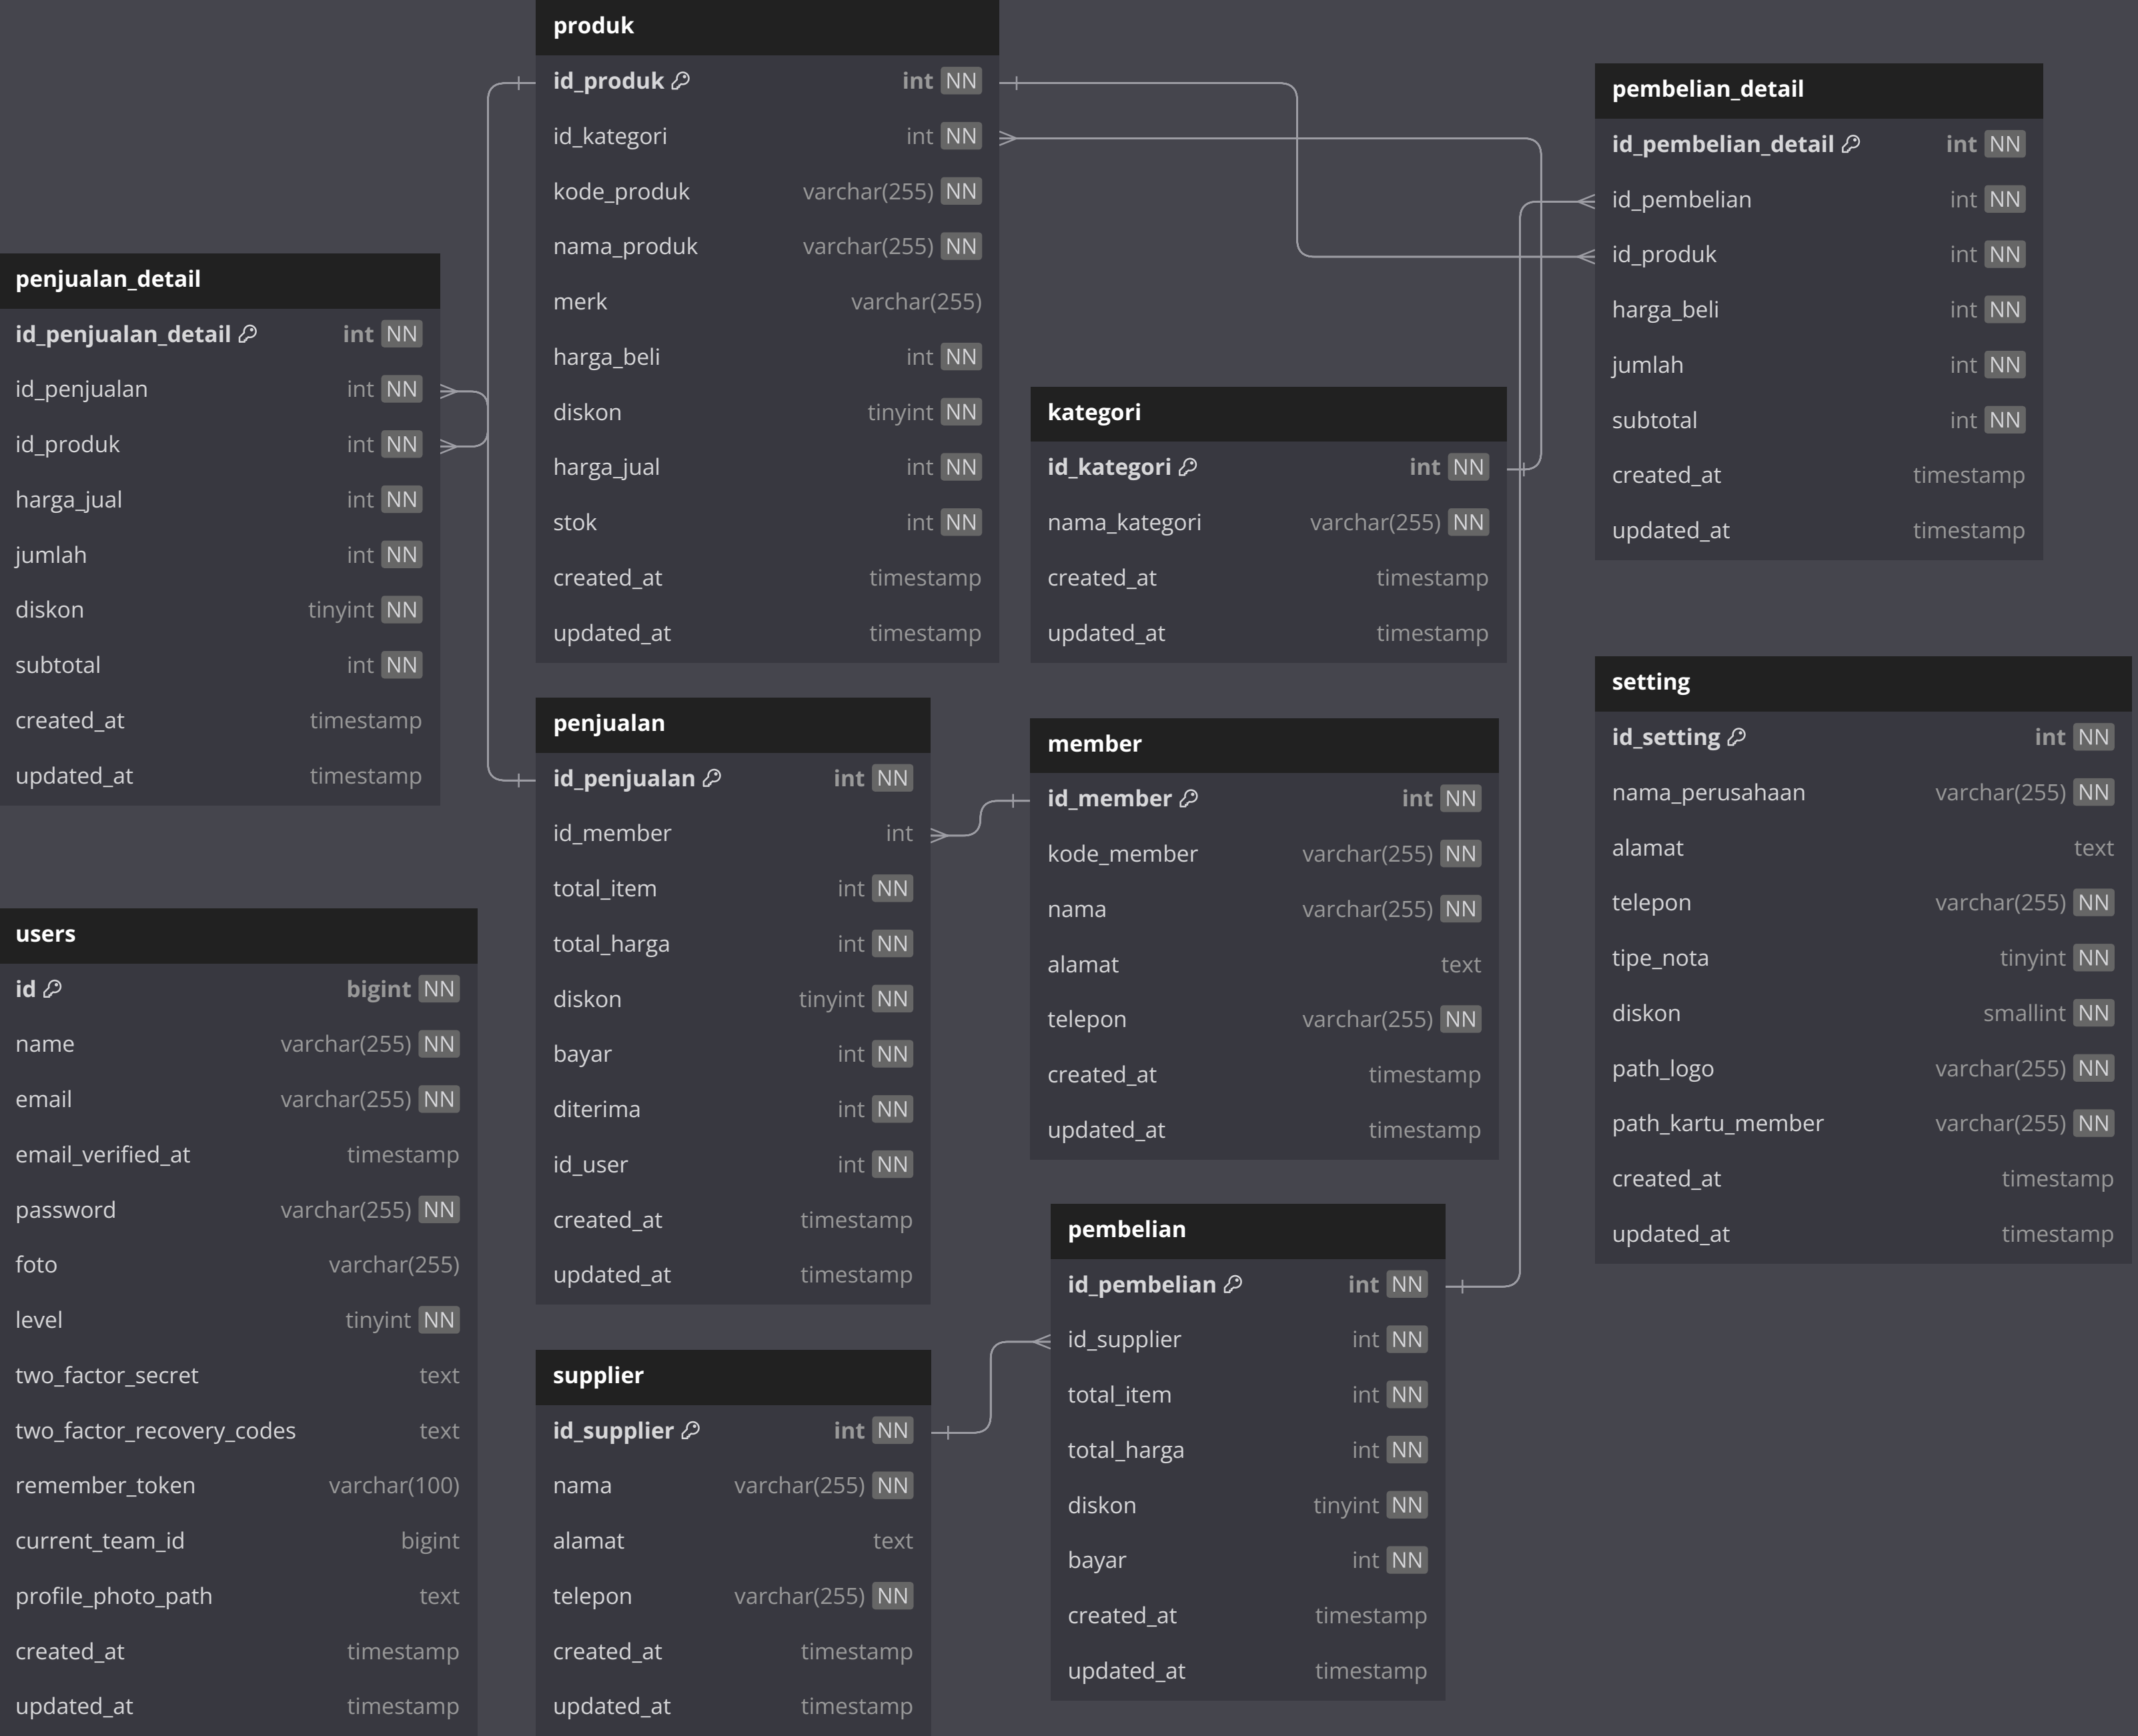 produk
id_produk int NN
id_kategori int NN
kode_produk varchar(255) NN
nama_produk varchar(255) NN
merk varchar(255)
harga_beli int NN
diskon tinyint NN
harga_jual int NN
stok int NN
created_at timestamp
updated_at timestamp
pembelian_detail
id_pembelian_detail int NN
id_pembelian int NN
id_produk int NN
harga_beli int NN
jumlah int NN
subtotal int NN
created_at timestamp
updated_at timestamp
penjualan_detail
id_penjualan_detail int NN
id_penjualan int NN
id_produk int NN
harga_jual int NN
jumlah int NN
diskon tinyint NN
subtotal int NN
created_at timestamp
updated_at timestamp
kategori
id_kategori int NN
nama_kategori varchar(255) NN
created_at timestamp
updated_at timestamp
setting
id_setting int NN
nama_perusahaan varchar(255) NN
alamat text
telepon varchar(255) NN
tipe_nota tinyint NN
diskon smallint NN
path_logo varchar(255) NN
path_kartu_member varchar(255) NN
created_at timestamp
updated_at timestamp
penjualan
id_penjualan int NN
id_member int
total_item int NN
total_harga int NN
diskon tinyint NN
bayar int NN
diterima int NN
id_user int NN
created_at timestamp
updated_at timestamp
member
id_member int NN
kode_member varchar(255) NN
nama varchar(255) NN
alamat text
telepon varchar(255) NN
created_at timestamp
updated_at timestamp
users
id bigint NN
name varchar(255) NN
email varchar(255) NN
email_verified_at timestamp
password varchar(255) NN
foto varchar(255)
level tinyint NN
two_factor_secret text
two_factor_recovery_codes text
remember_token varchar(100)
current_team_id bigint
profile_photo_path text
created_at timestamp
updated_at timestamp
supplier
id_supplier int NN
nama varchar(255) NN
alamat text
telepon varchar(255) NN
created_at timestamp
updated_at timestamp
pembelian
id_pembelian int NN
id_supplier int NN
total_item int NN
total_harga int NN
diskon tinyint NN
bayar int NN
created_at timestamp
updated_at timestamp